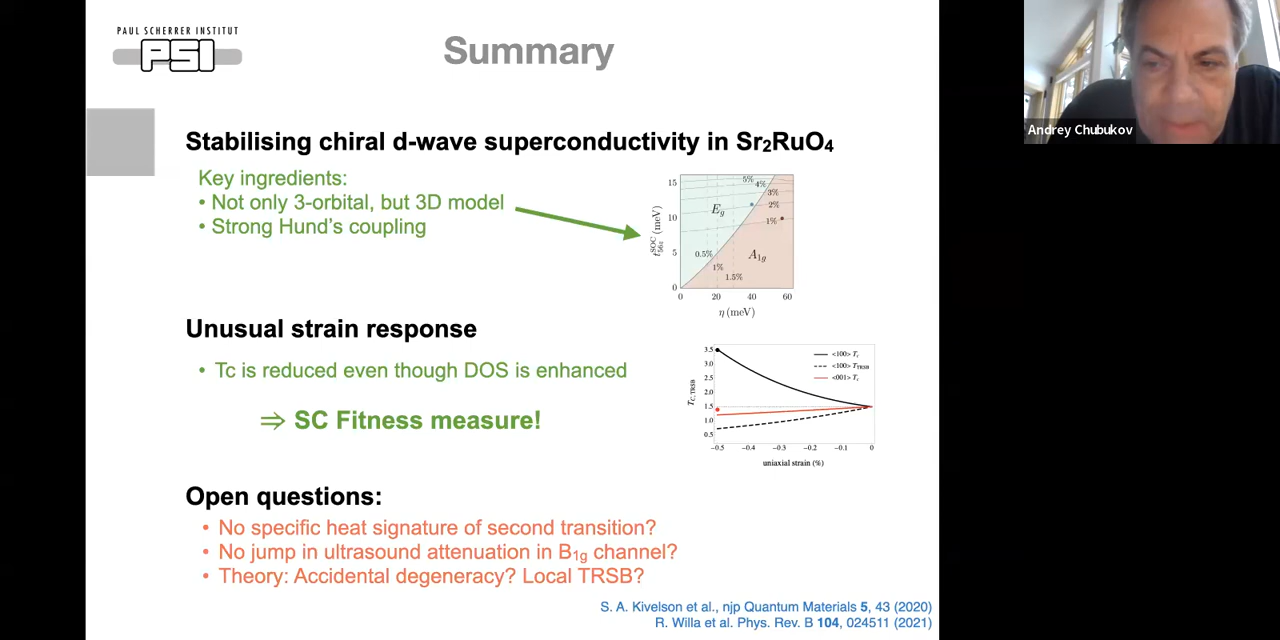 PAUL SCHERRER INSTITUT
PSI
Summary
Andrey Chubukov
Stabilising chiral d-wave superconductivity in Sr₂RuO₄
Key ingredients:
• Not only 3-orbital, but 3D model
• Strong Hund's coupling
15
10
5
0
0
20
40
60
η (meV)
5%
4%
3%
2%
1%
E_g
A_1g
0.5%
1%
1.5%
Unusual strain response
• Tc is reduced even though DOS is enhanced
⇒ SC Fitness measure!
3.5
3.0
2.5
2.0
1.5
1.0
0.5
T_C,TRSB
<100> T_c
<100> T_TRSB
<001> T_c
−0.5
−0.4
−0.3
−0.2
−0.1
0
uniaxial strain (%)
Open questions:
• No specific heat signature of second transition?
• No jump in ultrasound attenuation in B₁g channel?
• Theory: Accidental degeneracy? Local TRSB?
S. A. Kivelson et al., njp Quantum Materials 5, 43 (2020)
R. Willa et al. Phys. Rev. B 104, 024511 (2021)